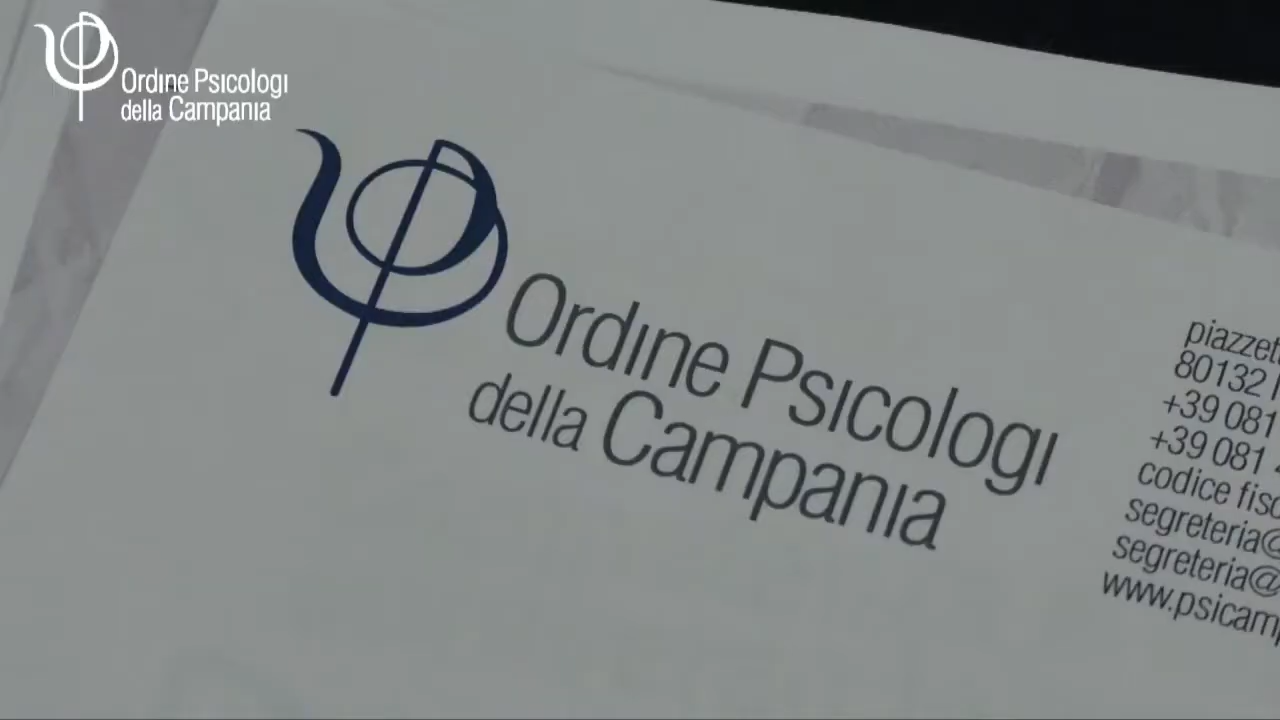 Ordine Psicologi
della Campania
Ordine Psicologi
della Campania
piazzet
80132
+39 081
+39 081
codice fisc
segreteria@
segreteria@
www.psicam